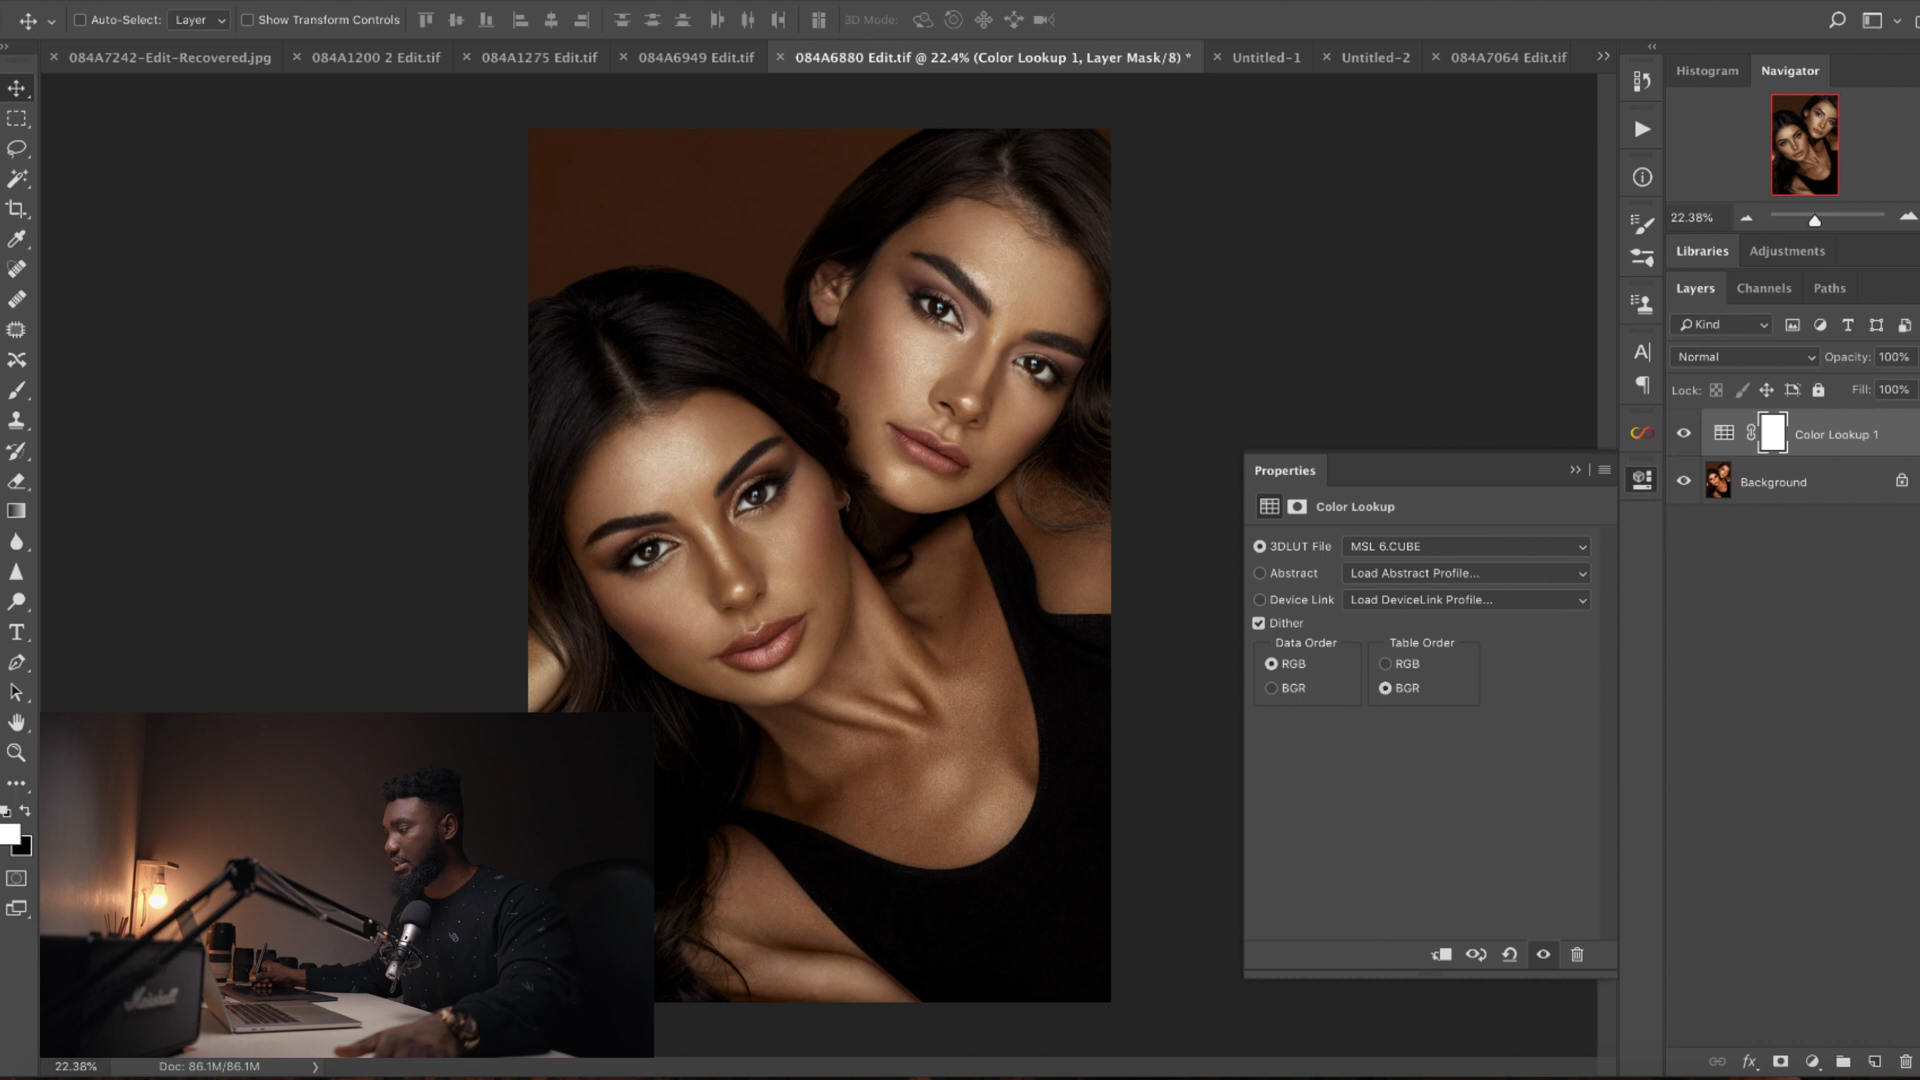 Auto-Select: Layer Show Transform Controls 3D Mode:
084A7242-Edit-Recovered.jpg 084A1200 2 Edit.tif 084A1275 Edit.tif 084A6949 Edit.tif 084A6880 Edit.tif @ 22.4% (Color Lookup 1, Layer Mask/8) * Untitled-1 Untitled-2 084A7064 Edit.tif
Histogram Navigator
22.38%
Libraries Adjustments
Layers Channels Paths
Kind
Normal Opacity: 100%
Lock: Fill: 100%
Color Lookup 1
Background
Properties
Color Lookup
3DLUT File MSL 6.CUBE
Abstract Load Abstract Profile...
Device Link Load DeviceLink Profile...
Dither
Data Order Table Order
RGB RGB
BGR BGR
Marshall
22.38% Doc: 86.1M/86.1M